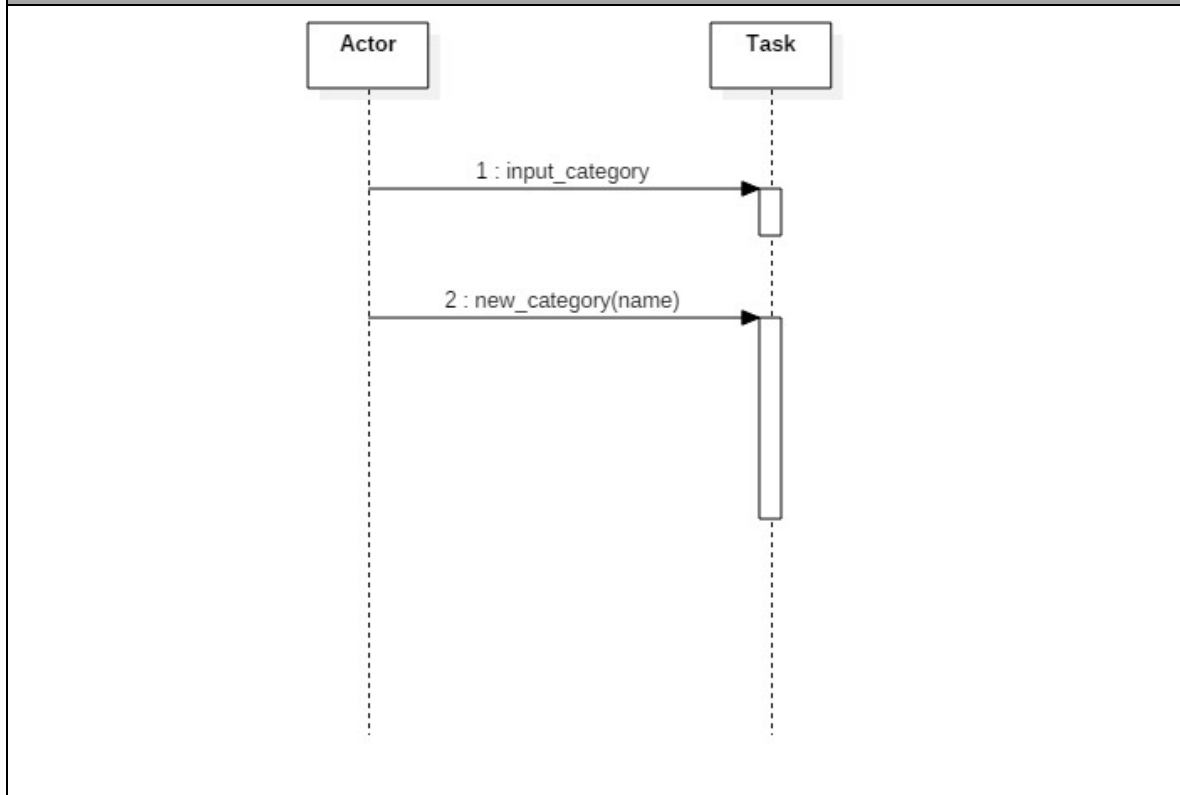 Actor
Task
1 : input_category
2 : new_category(name)